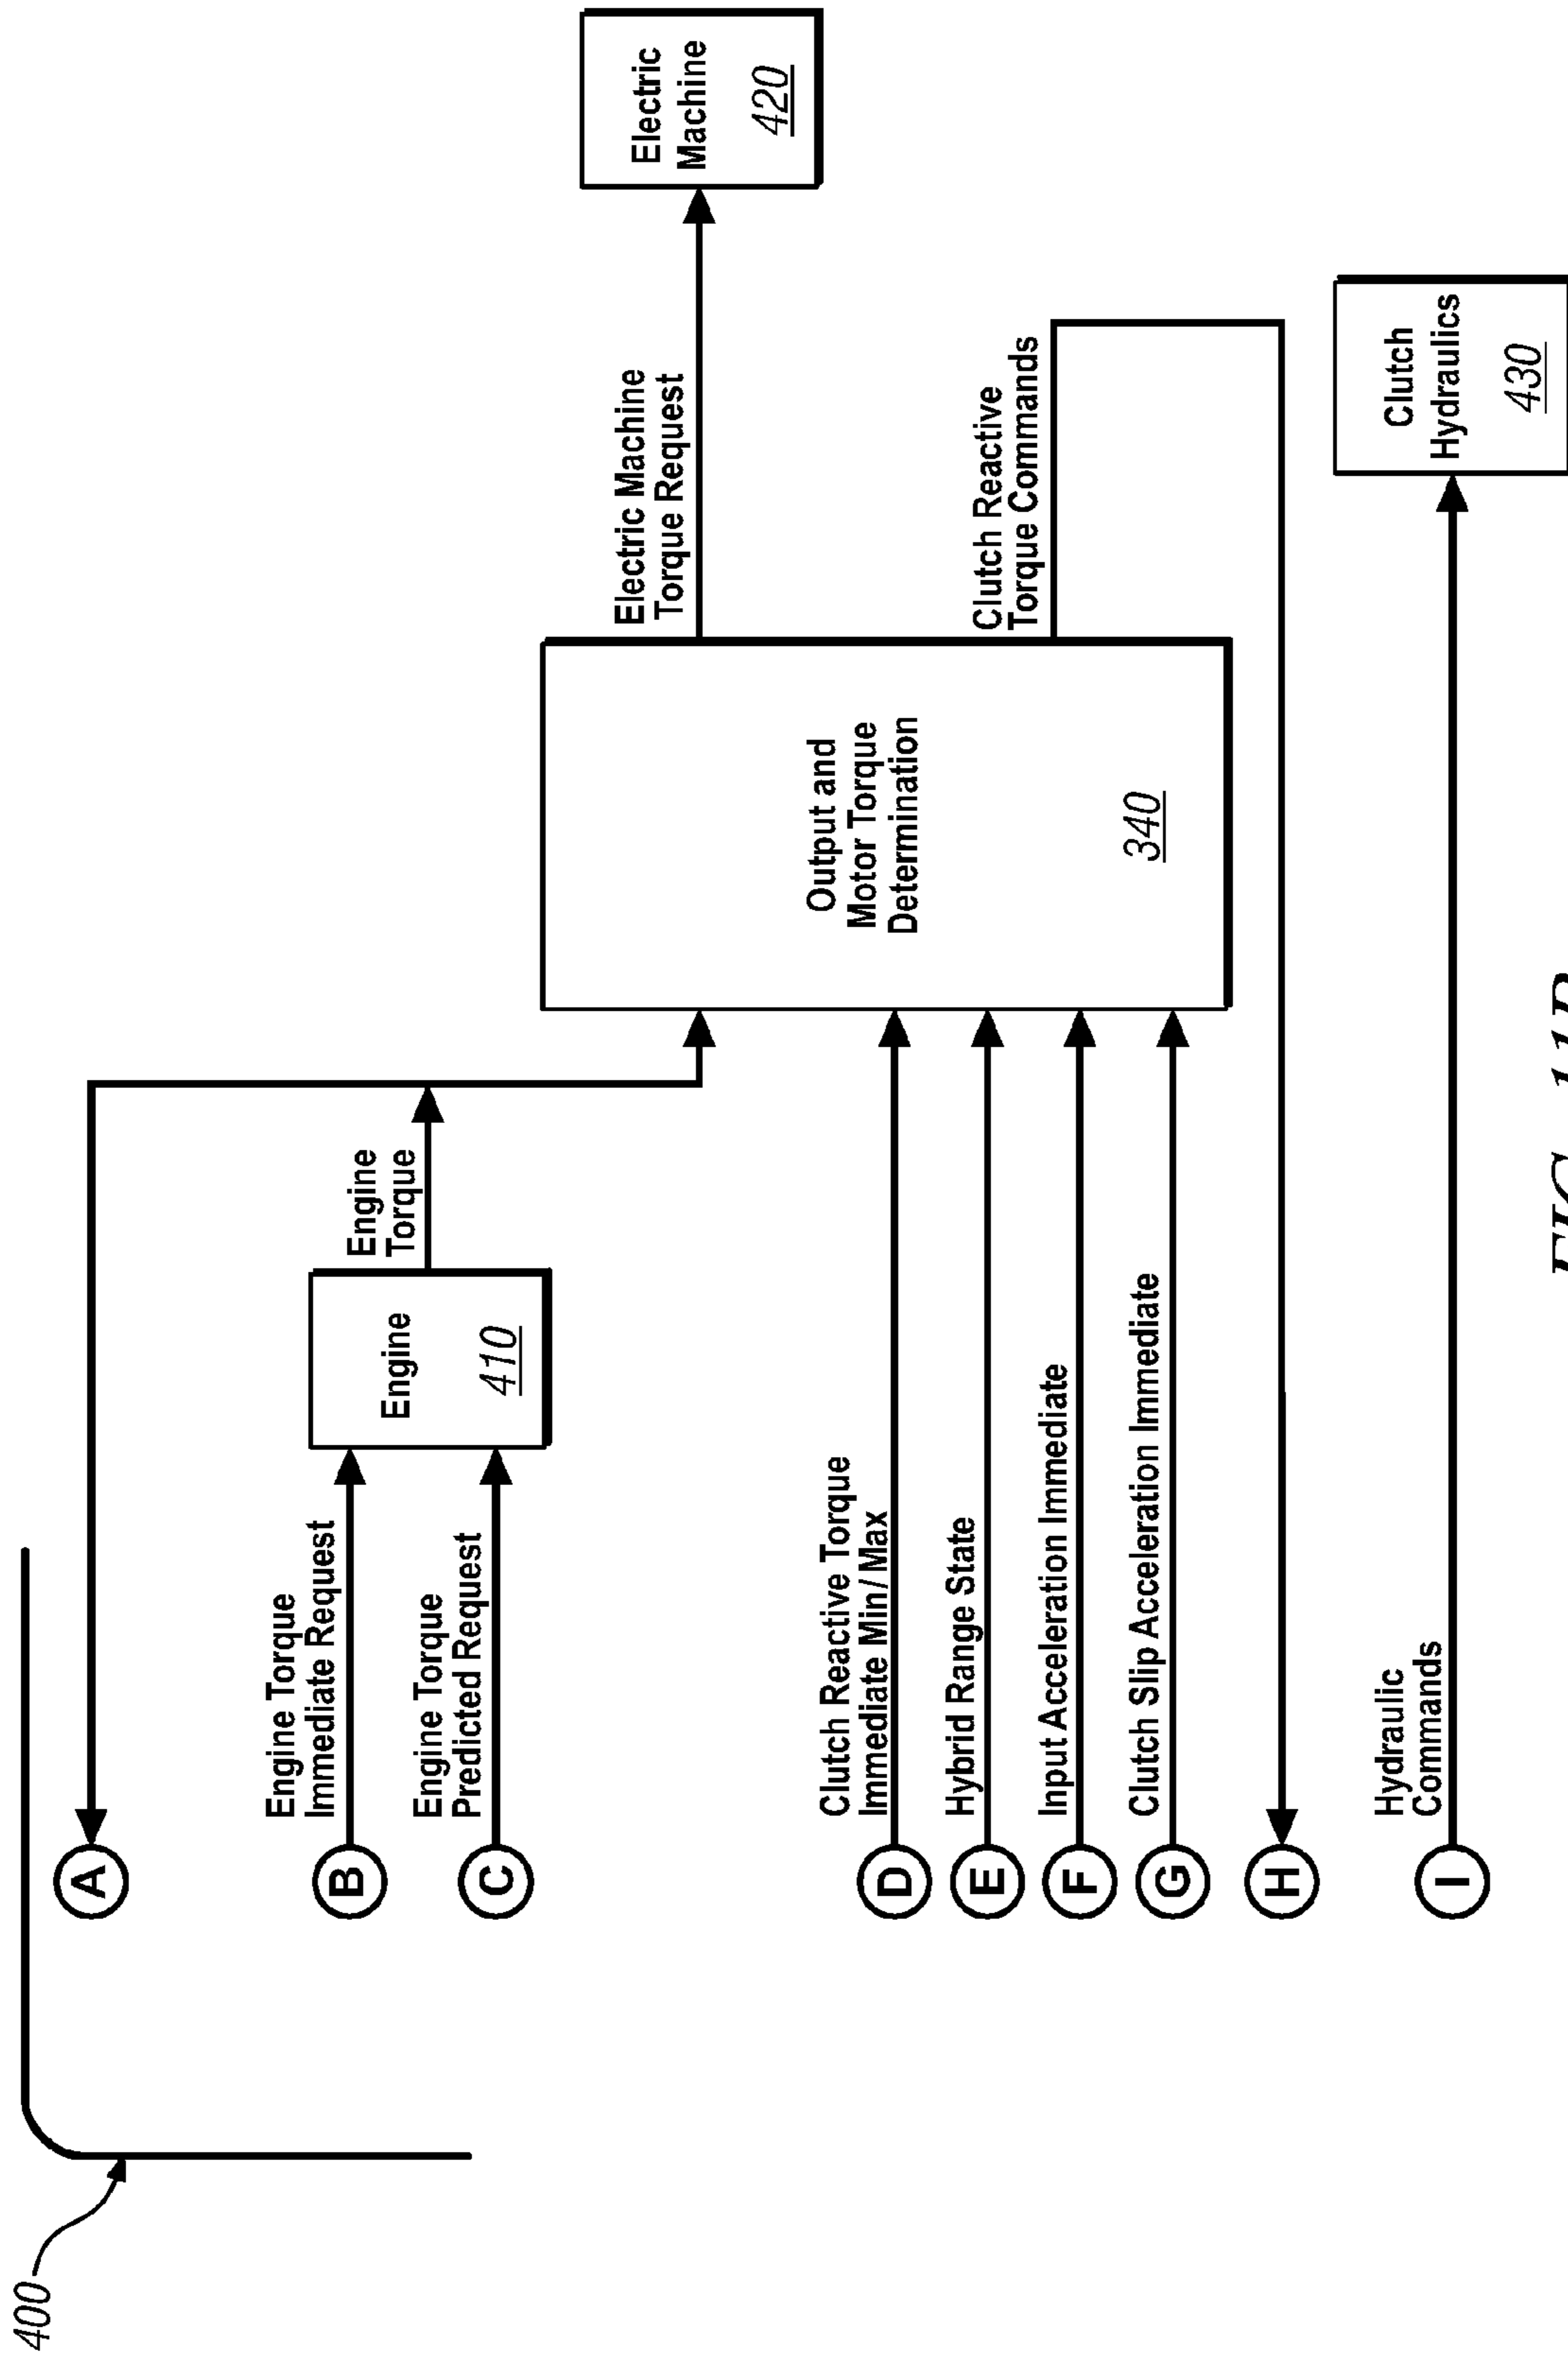 400
A
B
C
D
E
F
G
H
I
Engine Torque
Immediate Request
Engine Torque
Predicted Request
Engine
410
Engine
Torque
Clutch Reactive Torque
Immediate Min/Max
Hybrid Range State
Input Acceleration Immediate
Clutch Slip Acceleration Immediate
Hydraulic
Commands
Output and
Motor Torque
Determination
340
Electric Machine
Torque Request
Clutch Reactive
Torque Commands
Electric
Machine
420
Clutch
Hydraulics
430